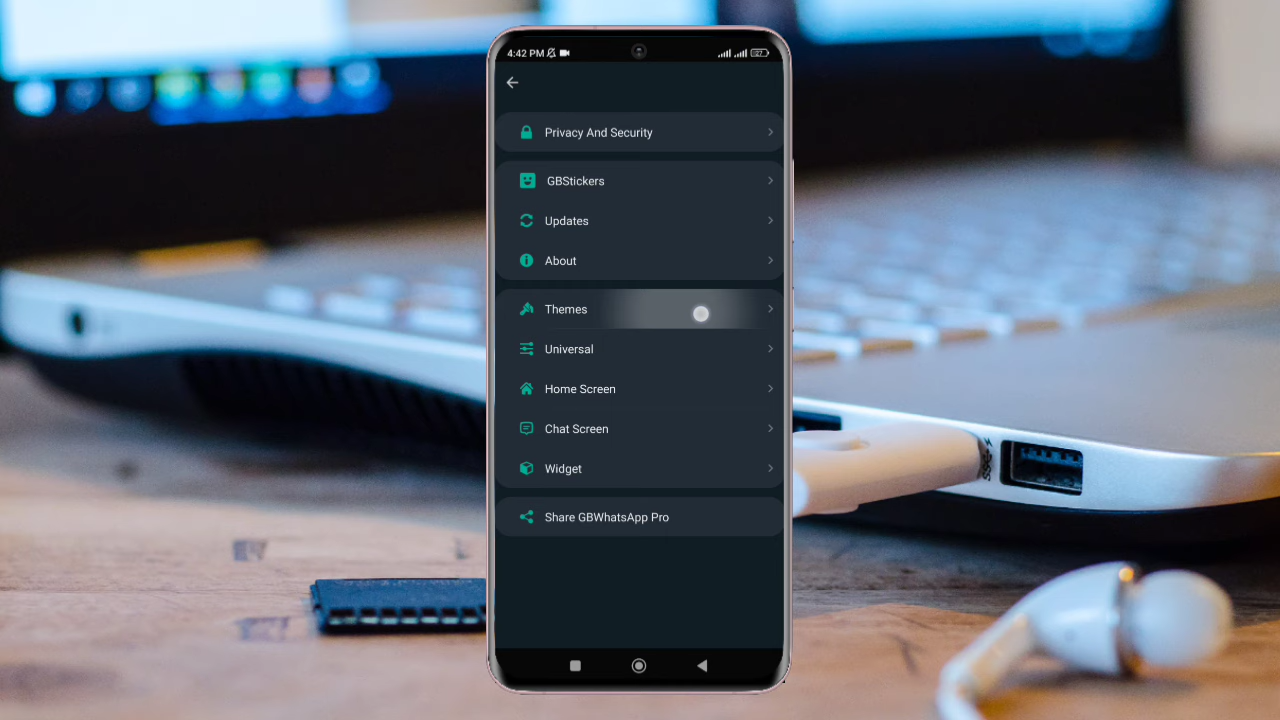 4:42 PM
Privacy And Security
GBStickers
Updates
About
Themes
Universal
Home Screen
Chat Screen
Widget
Share GBWhatsApp Pro